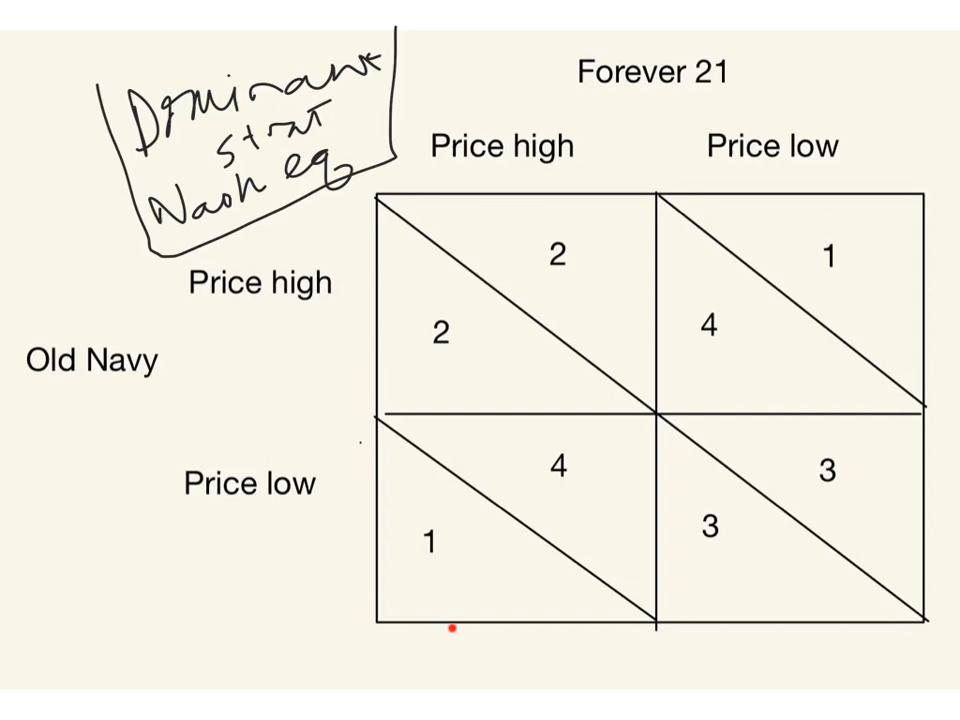 Dominant
strat
Nash eq
Forever 21
Price high Price low
Price high
Old Navy
Price low
2
2
1
4
4
1
3
3